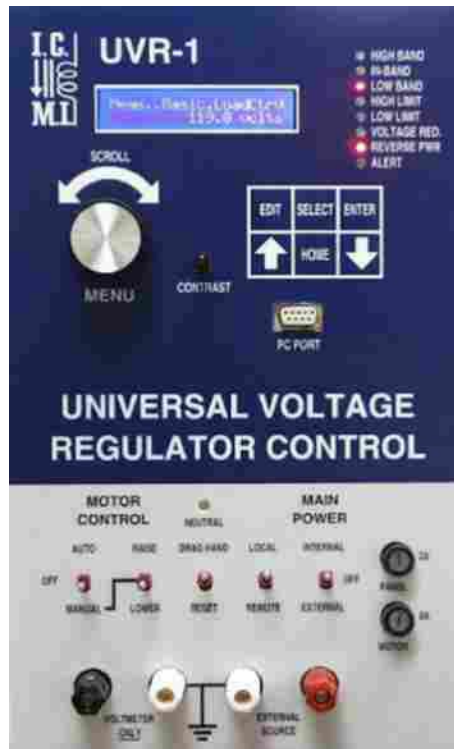 I.C.
M.I.
UVR-1
Meas..Basic.LoadCtrV
119.0 volts
HIGH BAND
IN-BAND
LOW BAND
HIGH LIMIT
LOW LIMIT
VOLTAGE RED.
REVERSE PWR
ALERT
SCROLL
MENU
CONTRAST
EDIT SELECT ENTER
HOME
PC PORT
UNIVERSAL VOLTAGE
REGULATOR CONTROL
MOTOR
CONTROL
NEUTRAL
MAIN
POWER
AUTO RAISE DRAG HAND LOCAL INTERNAL
OFF OFF
MANUAL LOWER RESET REMOTE EXTERNAL
PANEL
MOTOR
VOLTMETER
ONLY
EXTERNAL
SOURCE